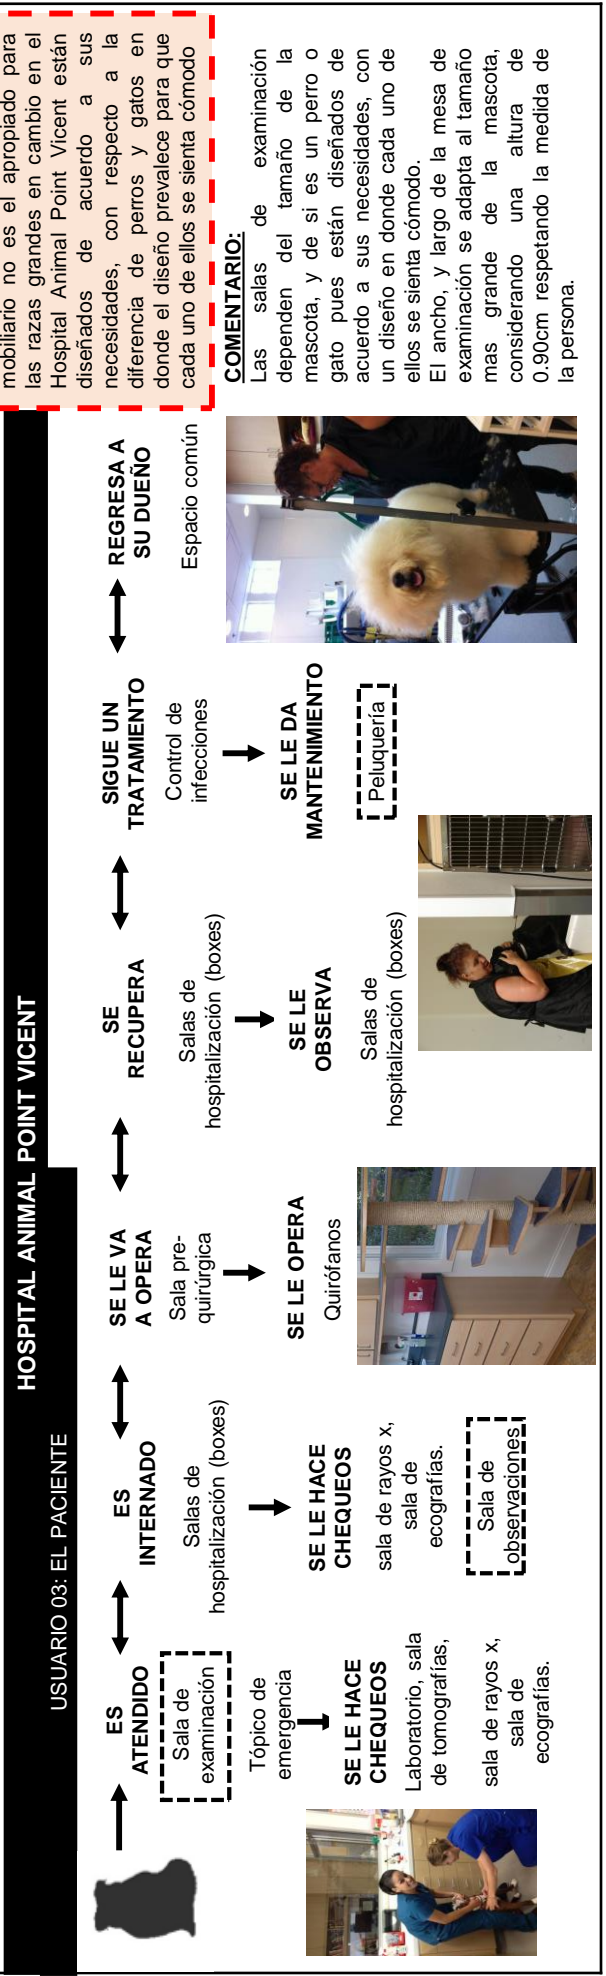 HOSPITAL ANIMAL POINT VICENT
USUARIO 03: EL PACIENTE
ES
ATENDIDO
Sala de
examinación
Tópico de
emergencia
SE LE HACE
CHEQUEOS
Laboratorio, sala
de tomografías,
sala de rayos x,
sala de
ecografías.
ES
INTERNADO
Salas de
hospitalización (boxes)
SE LE HACE
CHEQUEOS
sala de rayos x,
sala de
ecografías.
Sala de
observaciones
SE LE VA
A OPERA
Sala pre-
quirúrgica
SE LE OPERA
Quirófanos
SE
RECUPERA
Salas de
hospitalización (boxes)
SE LE
OBSERVA
Salas de
hospitalización (boxes)
SIGUE UN
TRATAMIENTO
Control de
infecciones
SE LE DA
MANTENIMIENTO
Peluquería
REGRESA A
SU DUEÑO
Espacio común
mobiliario no es el apropiado para
las razas grandes en cambio en el
Hospital Animal Point Vicent están
diseñados de acuerdo a sus
necesidades, con respecto a la
diferencia de perros y gatos en
donde el diseño prevalece para que
cada uno de ellos se sienta cómodo
COMENTARIO:
Las salas de examinación
dependen del tamaño de la
mascota, y de si es un perro o
gato pues están diseñados de
acuerdo a sus necesidades, con
un diseño en donde cada uno de
ellos se sienta cómodo.
El ancho, y largo de la mesa de
examinación se adapta al tamaño
mas grande de la mascota,
considerando una altura de
0.90cm respetando la medida de
la persona.